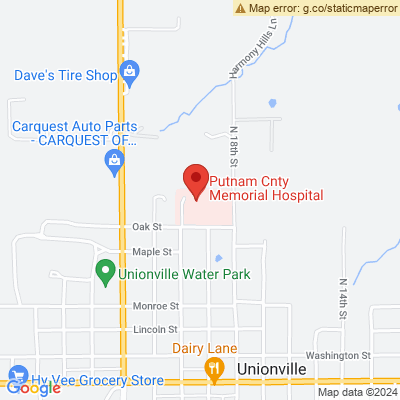 Map error: g.co/staticmaperror
Harmony Hills Ln
Dave's Tire Shop
Carquest Auto Parts
- CARQUEST OF...
N 18th St
Putnam Cnty
Memorial Hospital
Oak St
Maple St
Unionville Water Park
N 14th St
Monroe St
Lincoln St
Dairy Lane
Washington St
Unionville
Hy-Vee Grocery Store
Google
Map data ©2024